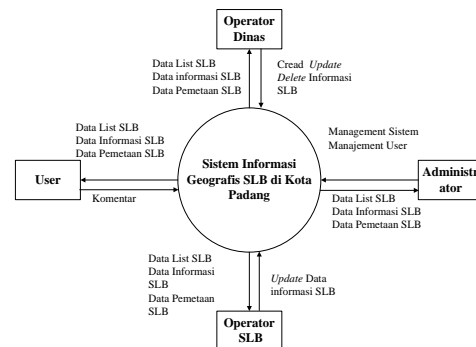 Operator
Dinas
Data List SLB
Data informasi SLB
Data Pemetaan SLB
Cread Update
Delete Informasi
SLB
Data List SLB
Data Informasi SLB
Data Pemetaan SLB
Management Sistem
Manajement User
User
Sistem Informasi
Geografis SLB di Kota
Padang
Administr
ator
Komentar
Data List SLB
Data Informasi SLB
Data Pemetaan SLB
Data List SLB
Data Informasi
SLB
Data Pemetaan
SLB
Update Data
informasi SLB
Operator
SLB